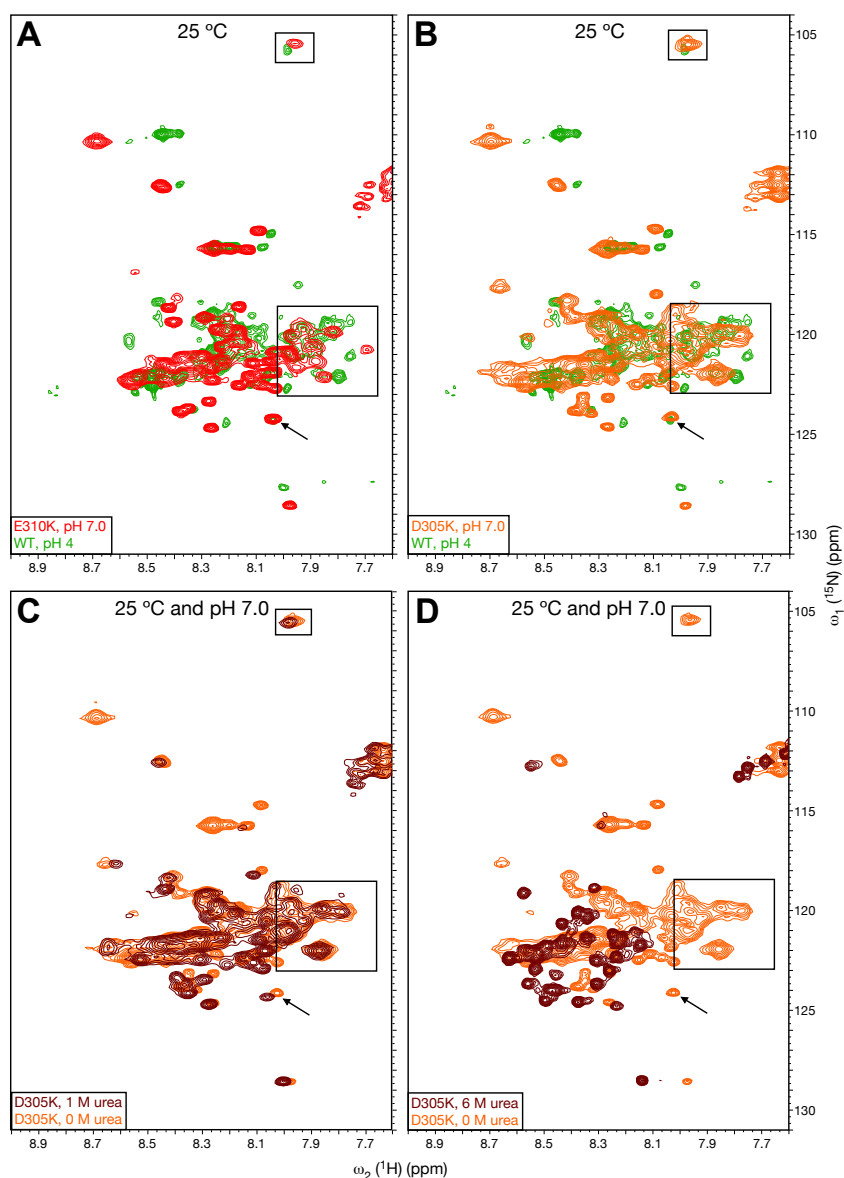 A
25 ºC
B
25 ºC
105
110
115
120
125
130
E310K, pH 7.0
WT, pH 4
D305K, pH 7.0
WT, pH 4
8.9 8.7 8.5 8.3 8.1 7.9 7.7
8.9 8.7 8.5 8.3 8.1 7.9 7.7
ω₁ (¹⁵N) (ppm)
C
25 ºC and pH 7.0
D
25 ºC and pH 7.0
105
110
115
120
125
130
D305K, 1 M urea
D305K, 0 M urea
D305K, 6 M urea
D305K, 0 M urea
8.9 8.7 8.5 8.3 8.1 7.9 7.7
8.9 8.7 8.5 8.3 8.1 7.9 7.7
ω₂ (¹H) (ppm)